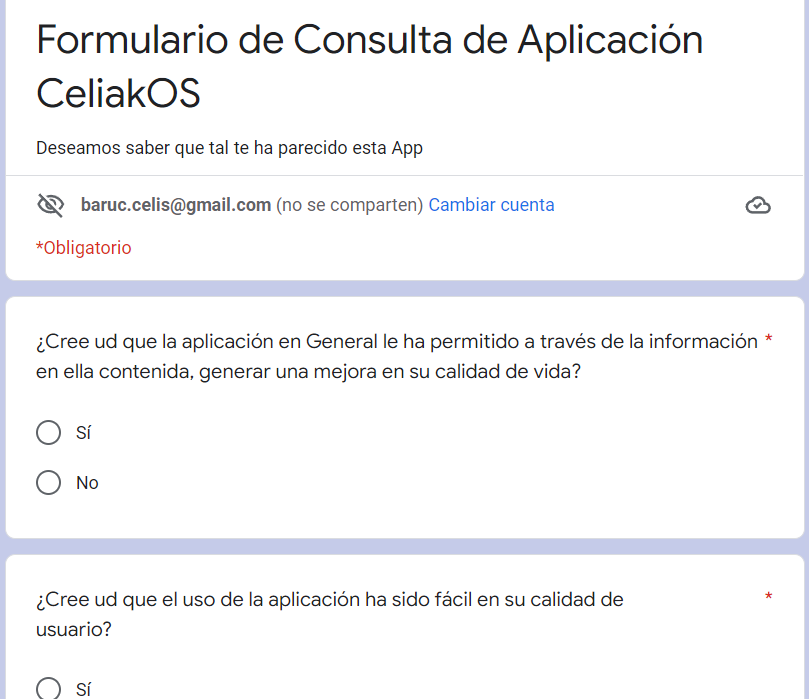 Formulario de Consulta de Aplicación
CeliakOS
Deseamos saber que tal te ha parecido esta App
baruc.celis@gmail.com (no se comparten) Cambiar cuenta
*Obligatorio
¿Cree ud que la aplicación en General le ha permitido a través de la información *
en ella contenida, generar una mejora en su calidad de vida?
Sí
No
¿Cree ud que el uso de la aplicación ha sido fácil en su calidad de *
usuario?
Sí